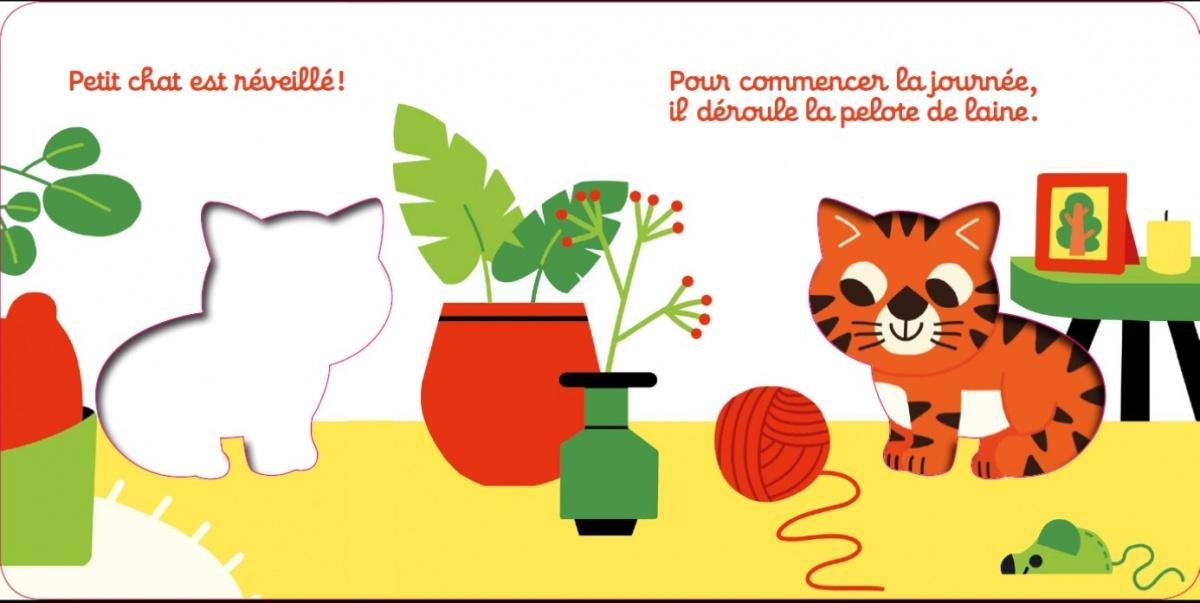 Petit chat est réveillé !
Pour commencer la journée,
il déroule la pelote de laine.